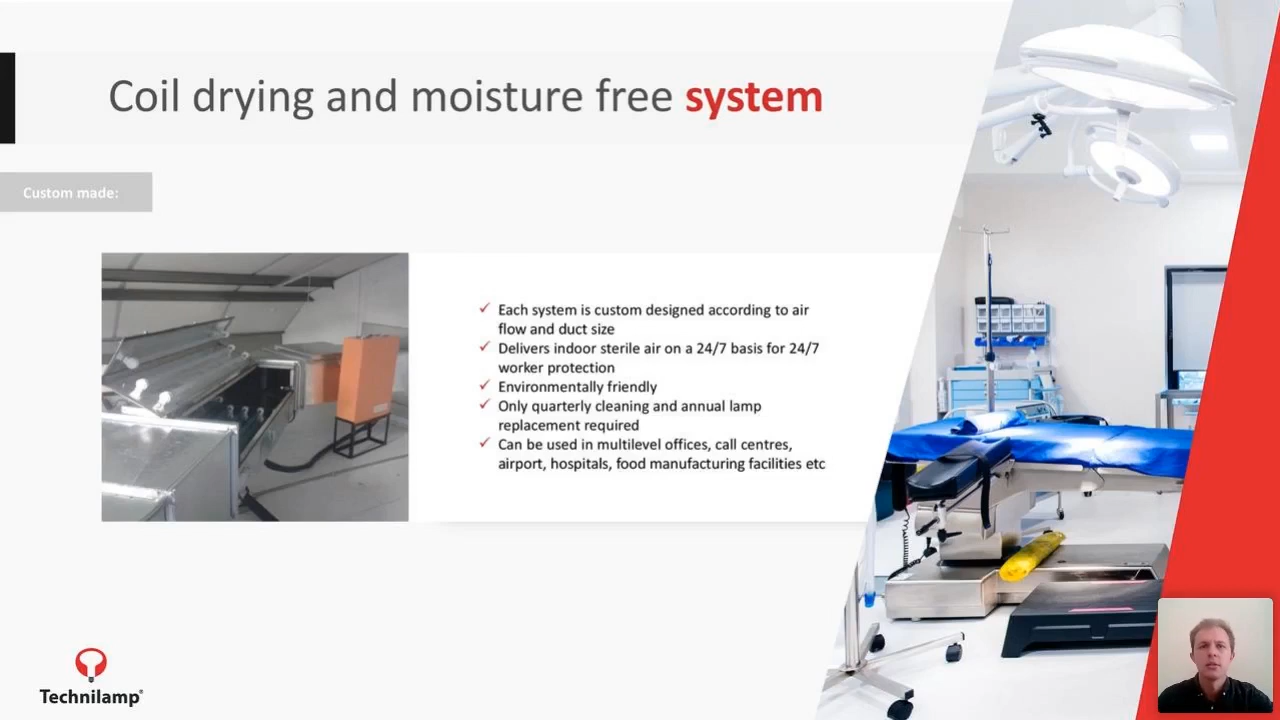 Coil drying and moisture free system
Custom made:
✓ Each system is custom designed according to air
flow and duct size
✓ Delivers indoor sterile air on a 24/7 basis for 24/7
worker protection
✓ Environmentally friendly
✓ Only quarterly cleaning and annual lamp
replacement required
✓ Can be used in multilevel offices, call centres,
airport, hospitals, food manufacturing facilities etc
Technilamp®